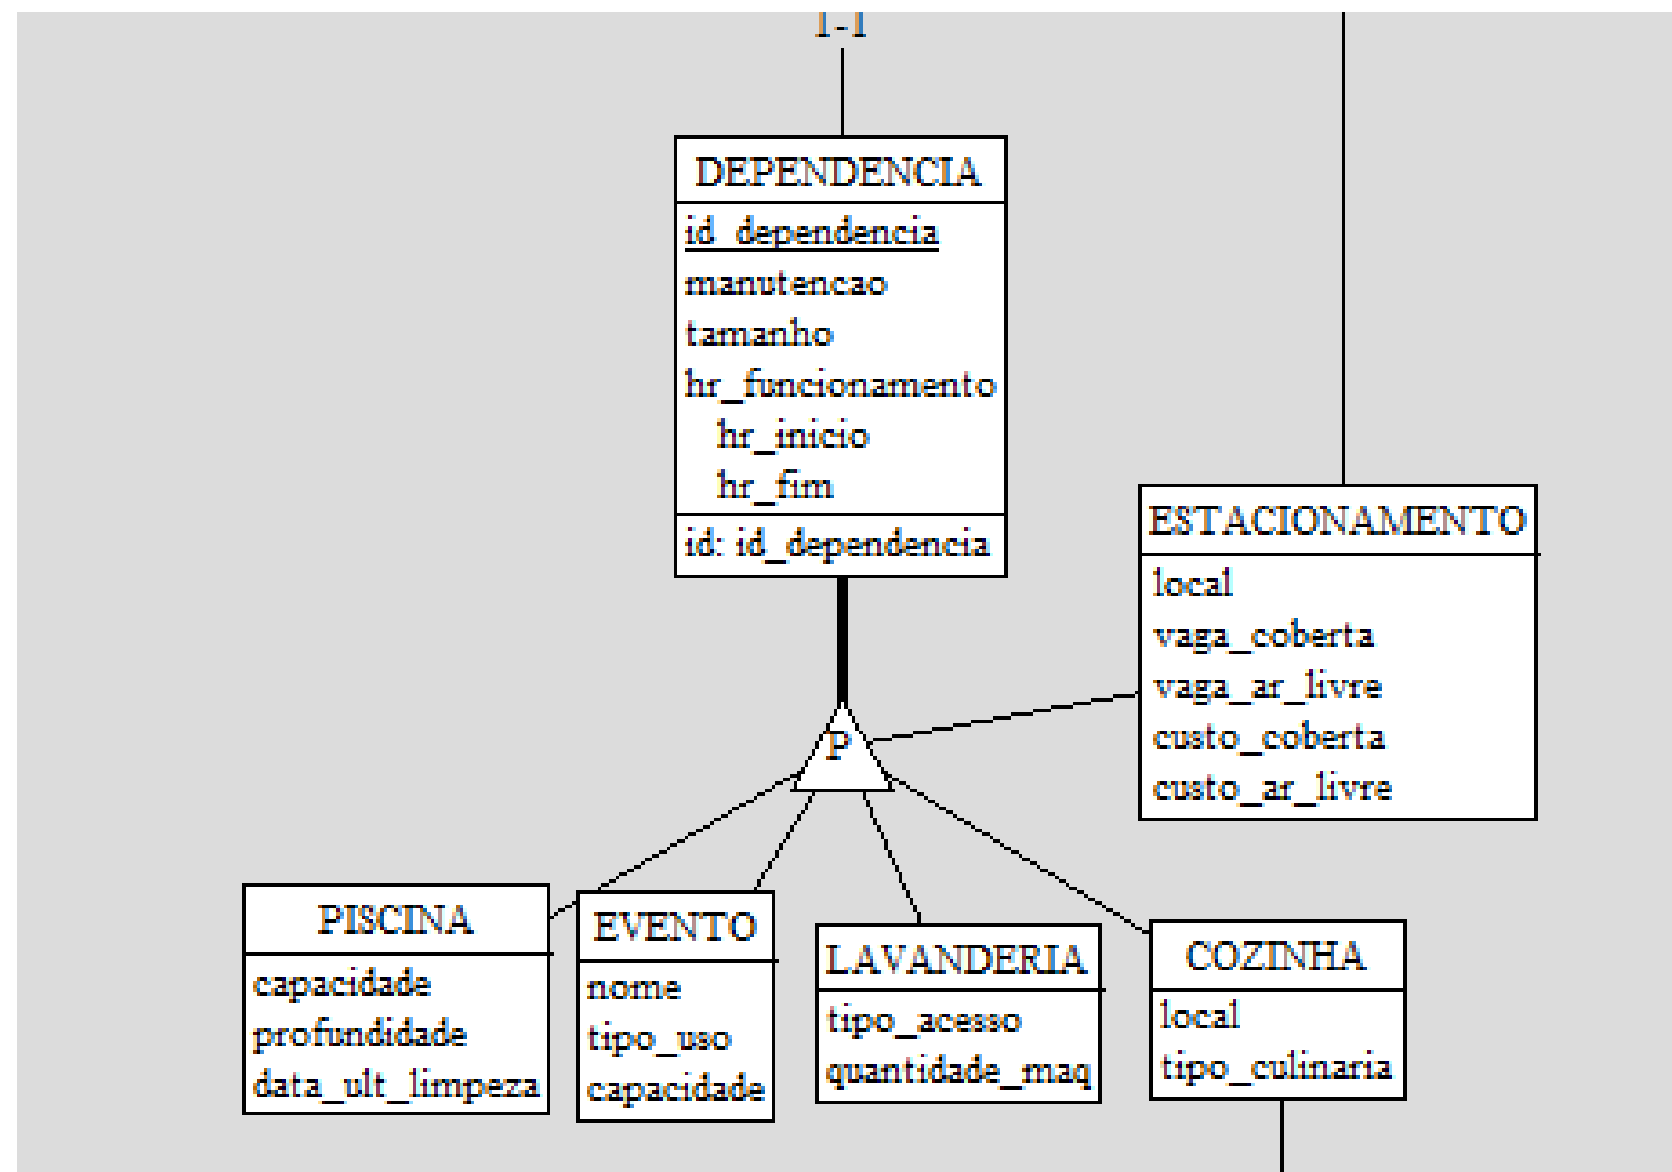 1-1
DEPENDENCIA
id_dependencia
manutencao
tamanho
hr_funcionamento
hr_inicio
hr_fim
id: id_dependencia
ESTACIONAMENTO
local
vaga_coberta
vaga_ar_livre
custo_coberta
custo_ar_livre
P
PISCINA
capacidade
profundidade
data_ult_limpeza
EVENTO
nome
tipo_uso
capacidade
LAVANDERIA
tipo_acesso
quantidade_maq
COZINHA
local
tipo_culinaria